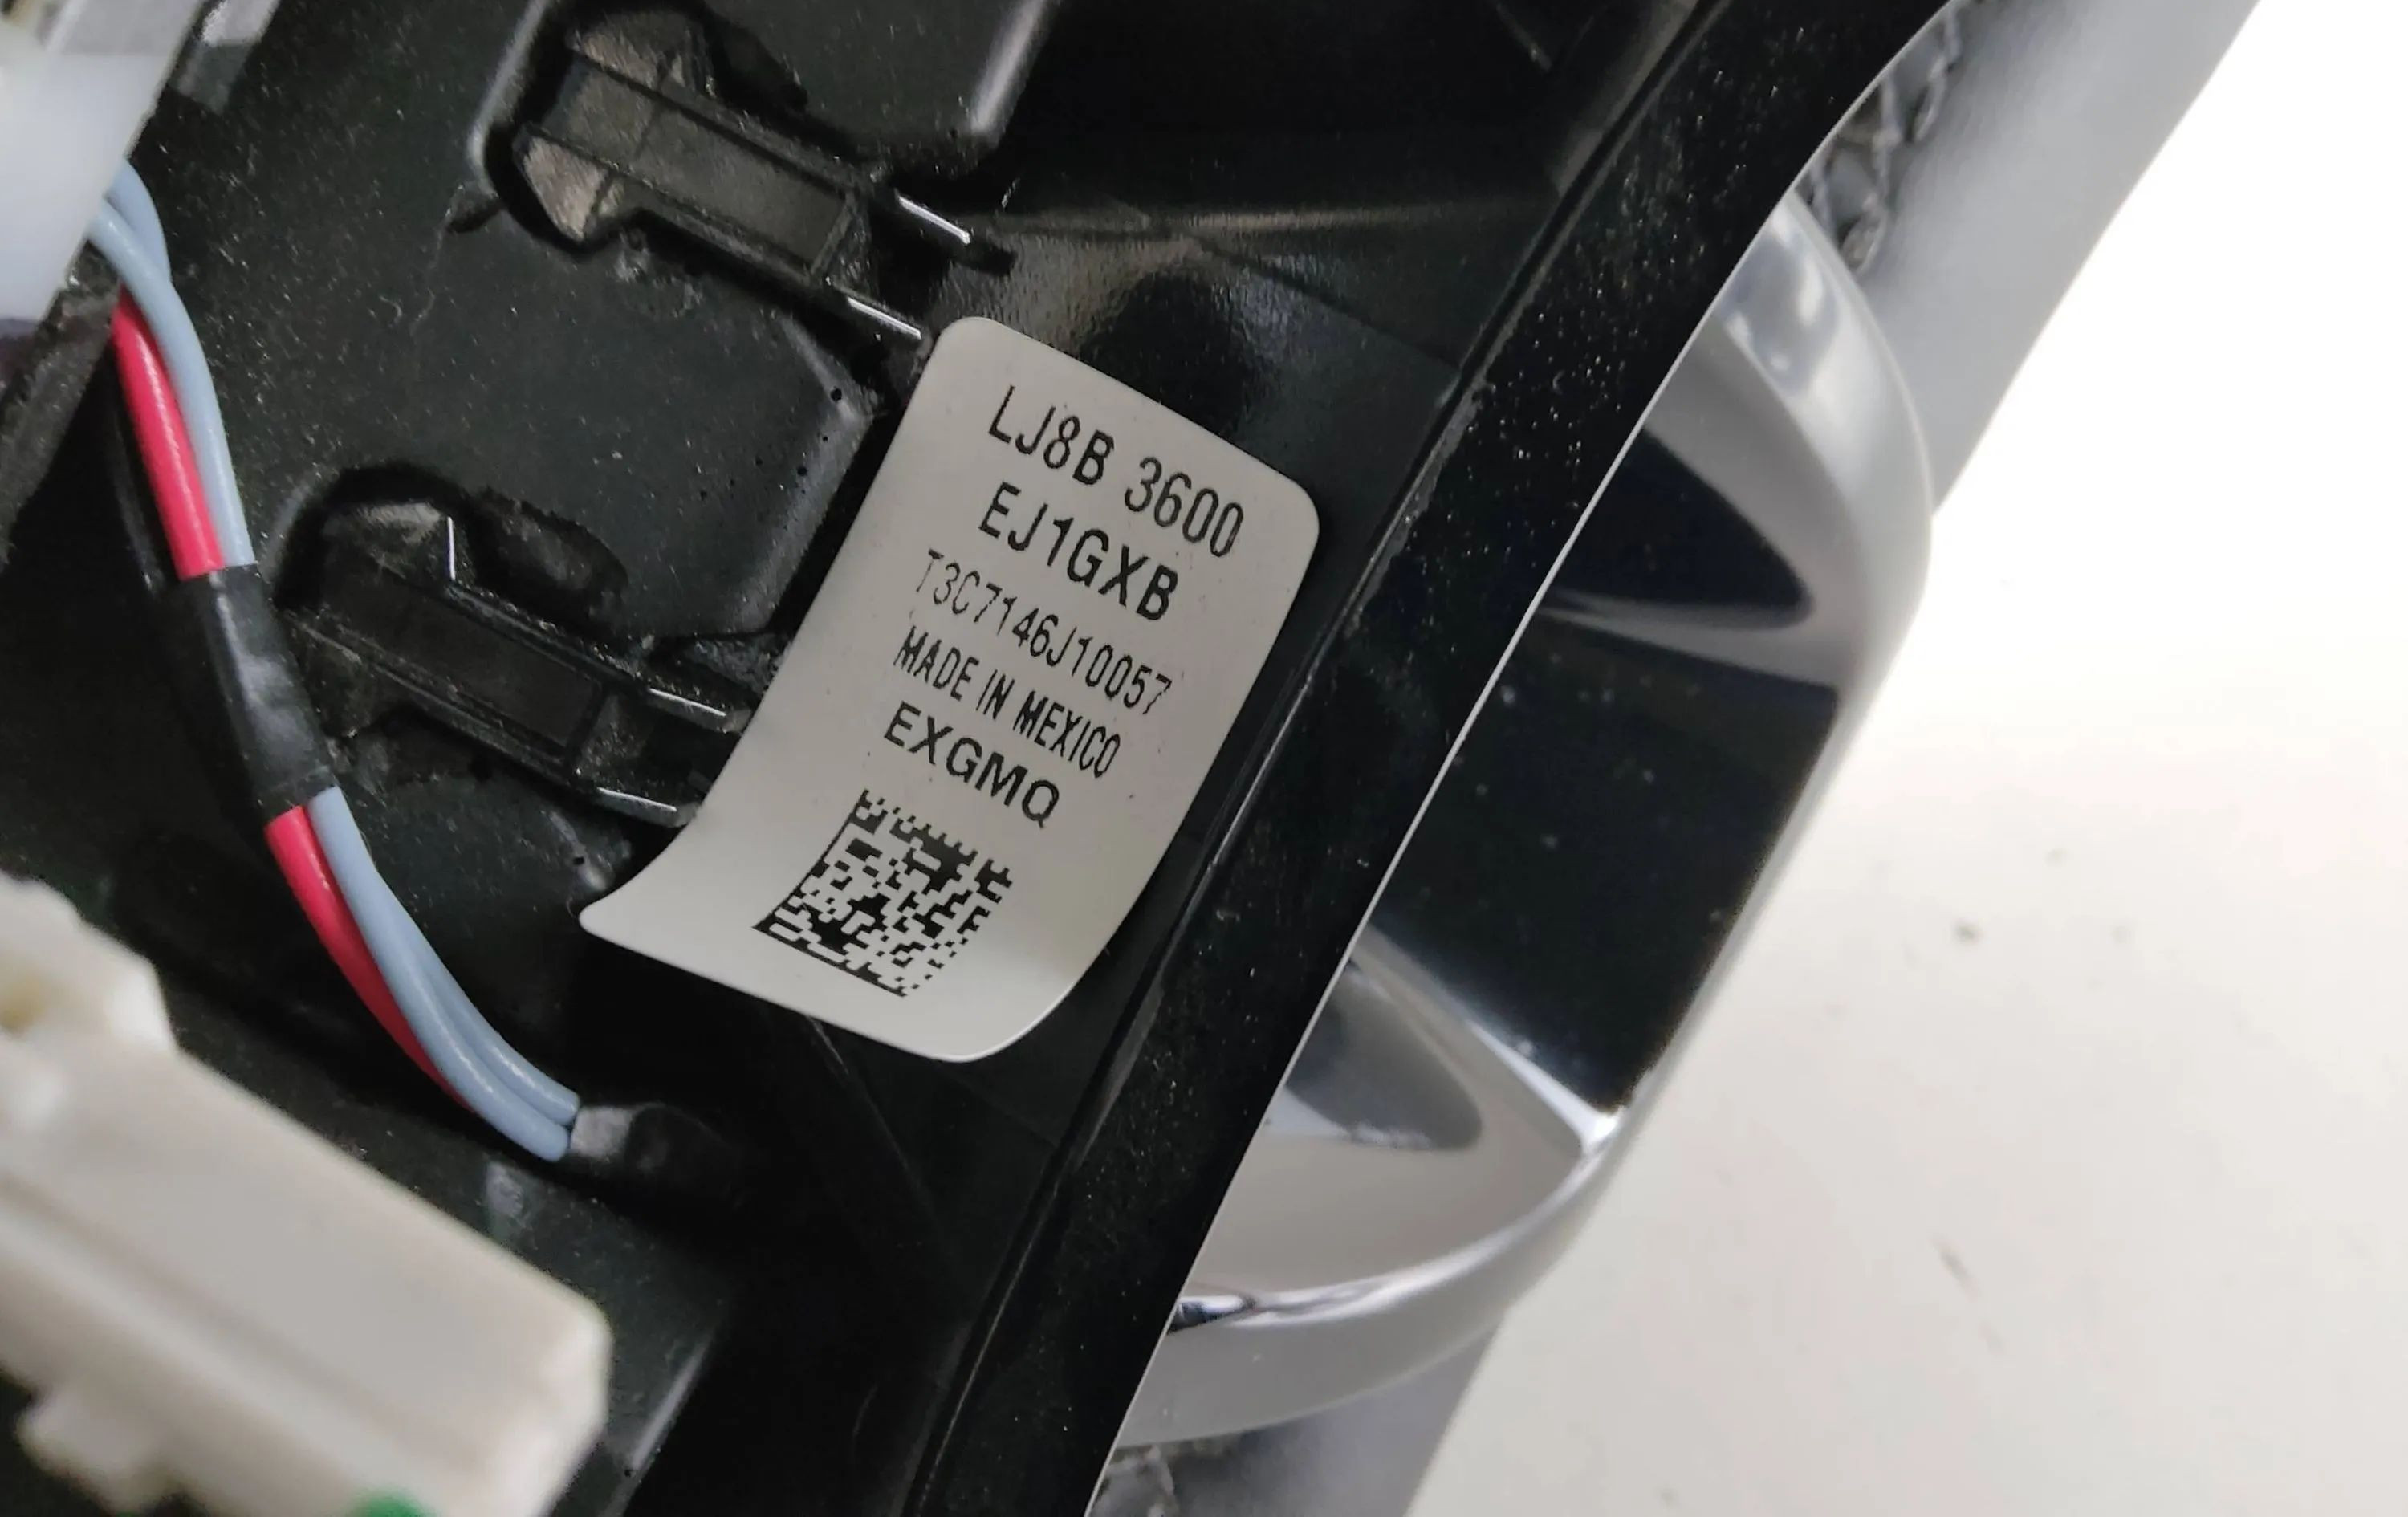 LJ8B 3600
EJ1GXB
T3C7146J10057
MADE IN MEXICO
EXGMQ